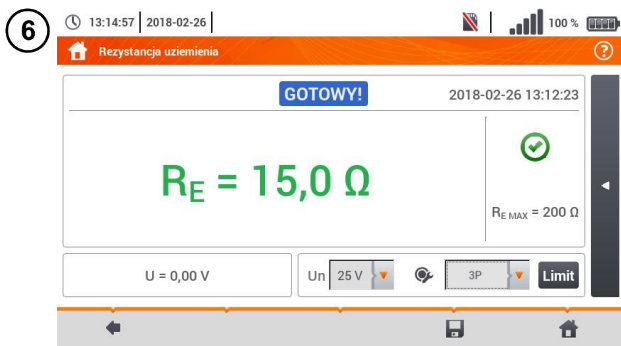 6
13:14:57 2018-02-26 100 %
Rezystancja uziemienia ?
GOTOWY! 2018-02-26 13:12:23
RE = 15,0 Ω
RE MAX = 200 Ω
U = 0,00 V Un 25 V 3P Limit